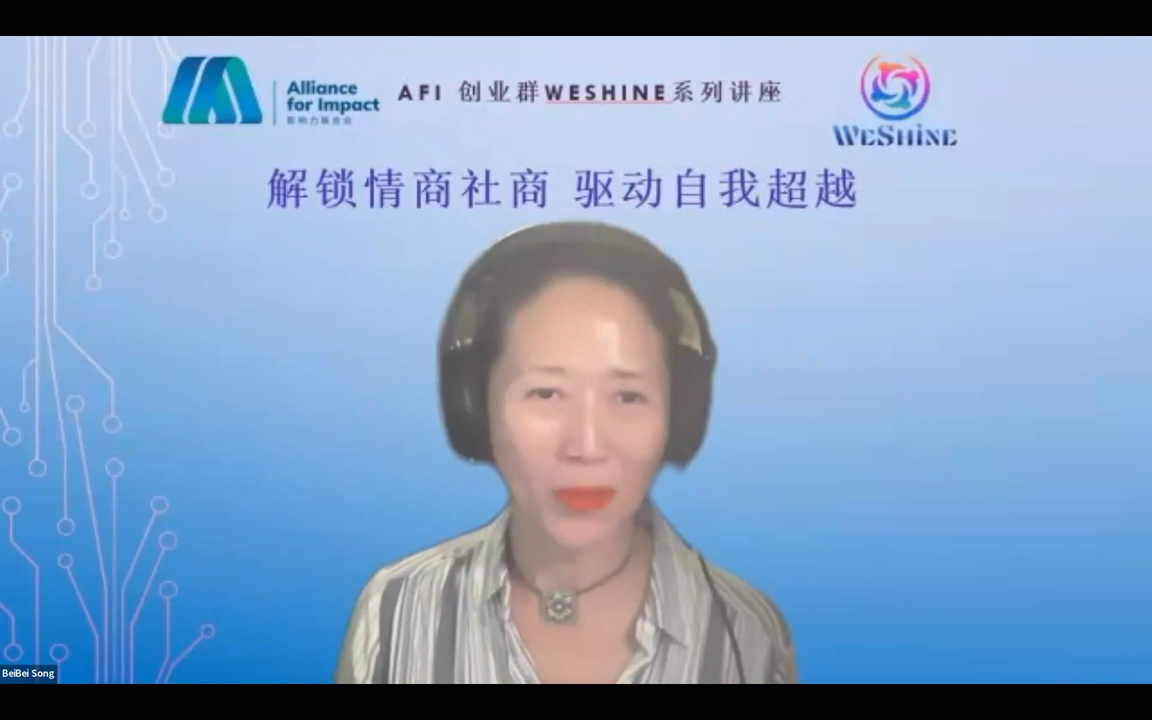 Alliance
for Impact
影响力联合会
AFI 创业群WESHINE系列讲座
WESHINE
解锁情商社商 驱动自我超越
BeiBei Song